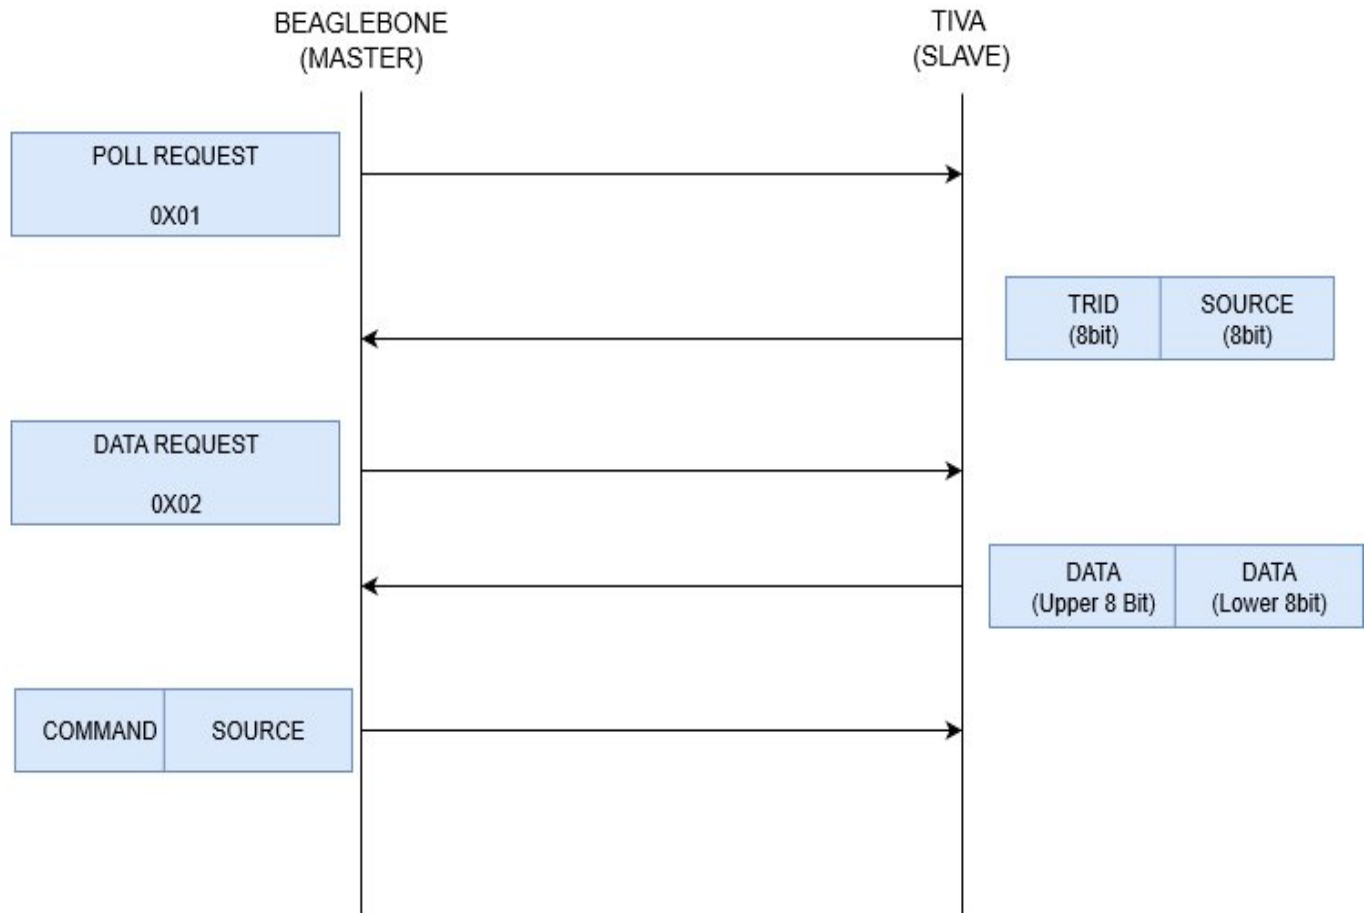 BEAGLEBONE
(MASTER)
TIVA
(SLAVE)
POLL REQUEST
0X01
TRID
(8bit)
SOURCE
(8bit)
DATA REQUEST
0X02
DATA
(Upper 8 Bit)
DATA
(Lower 8bit)
COMMAND
SOURCE